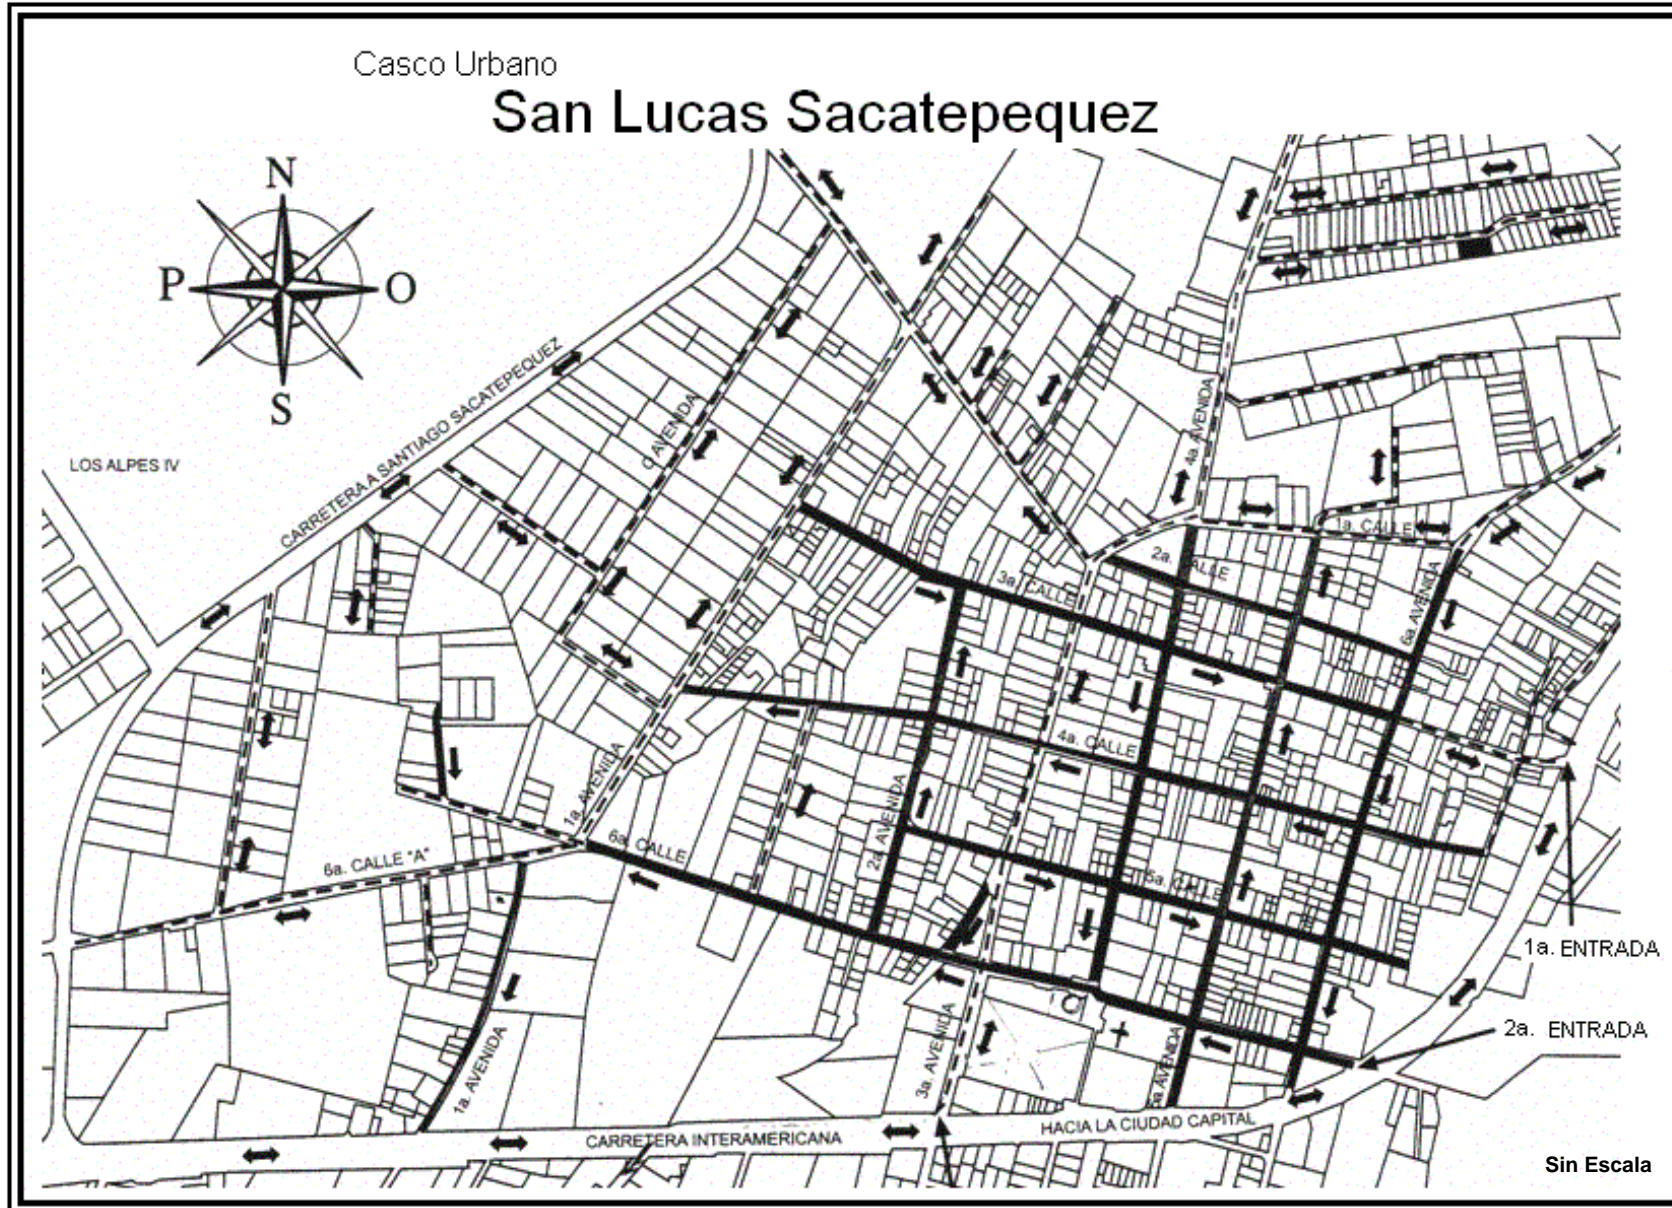 Casco Urbano
San Lucas Sacatepequez
N
P
O
S
LOS ALPES IV
CARRETERA A SANTIAGO SACATEPEQUEZ
0 AVENIDA
4a. AVENIDA
1a. CALLE
2a. CALLE
3a. CALLE
6a. AVENIDA
4a. CALLE
1a. AVENIDA
2a. AVENIDA
6a. CALLE
6a. CALLE "A"
5a. CALLE
1a. ENTRADA
2a. ENTRADA
3a. AVENIDA
1a. AVENIDA
AVENIDA
CARRETERA INTERAMERICANA
HACIA LA CIUDAD CAPITAL
Sin Escala